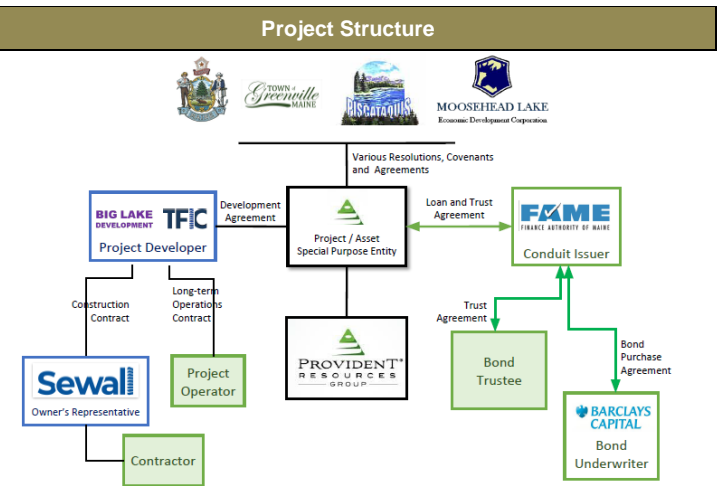 Project Structure
TOWN of
Greenville
MAINE
PISCATAQUIS
MOOSEHEAD LAKE
Economic Development Corporation
Various Resolutions, Covenants
and Agreements
BIG LAKE
DEVELOPMENT
TFIC
Project Developer
Development
Agreement
Project / Asset
Special Purpose Entity
Loan and Trust
Agreement
FAME
FINANCE AUTHORITY OF MAINE
Conduit Issuer
Construction
Contract
Long-term
Operations
Contract
Trust
Agreement
Bond
Purchase
Agreement
Sewall
Owner's Representative
Project
Operator
PROVIDENT®
RESOURCES
GROUP
Bond
Trustee
BARCLAYS
CAPITAL
Bond
Underwriter
Contractor